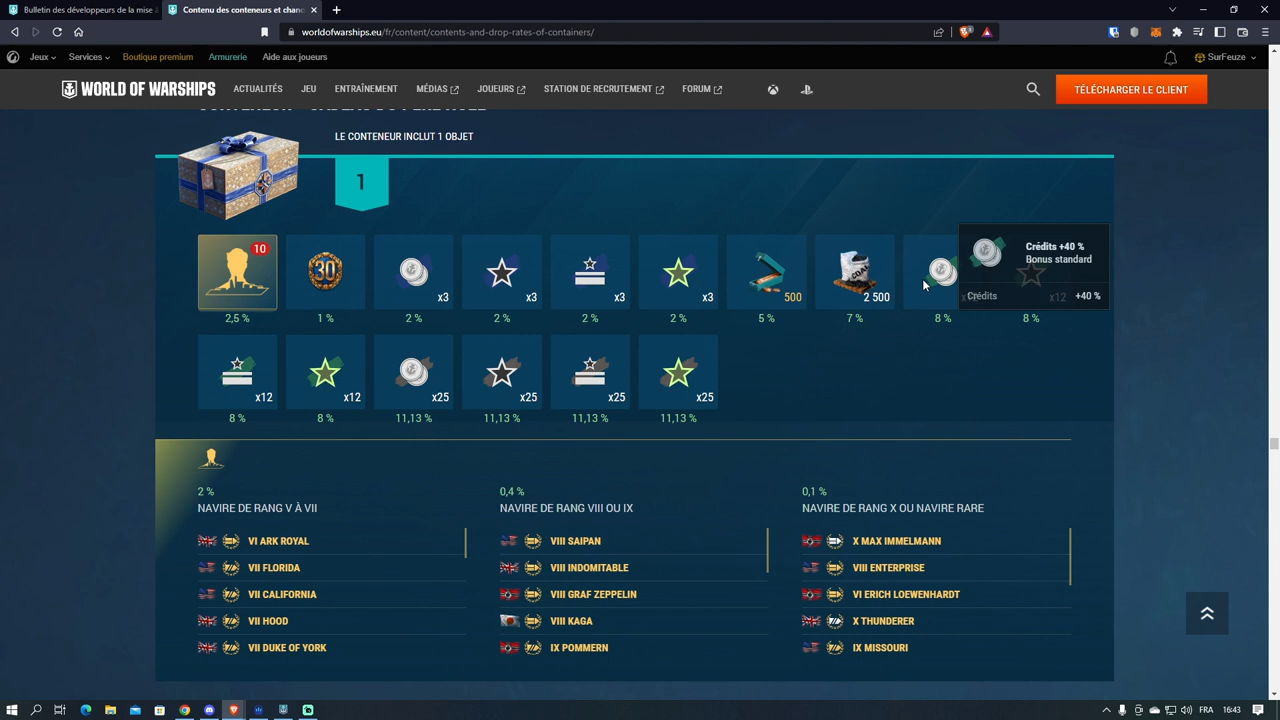 Bulletin des développeurs de la mise à
Contenu des conteneurs et chanc
worldofwarships.eu/fr/content/contents-and-drop-rates-of-containers/
Jeux
Services
Boutique premium
Armurerie
Aide aux joueurs
SurFeuze
WORLD OF WARSHIPS
ACTUALITÉS
JEU
ENTRAÎNEMENT
MÉDIAS
JOUEURS
STATION DE RECRUTEMENT
FORUM
TÉLÉCHARGER LE CLIENT
LE CONTENEUR INCLUT 1 OBJET
1
10
30
x3
x3
x3
x3
500
2 500
x12
Crédits +40 %
Bonus standard
Crédits
+40 %
2,5 %
1 %
2 %
2 %
2 %
2 %
5 %
7 %
8 %
8 %
x12
x12
x25
x25
x25
x25
8 %
8 %
11,13 %
11,13 %
11,13 %
11,13 %
2 %
NAVIRE DE RANG V À VII
VI ARK ROYAL
VII FLORIDA
VII CALIFORNIA
VII HOOD
VII DUKE OF YORK
0,4 %
NAVIRE DE RANG VIII OU IX
VIII SAIPAN
VIII INDOMITABLE
VIII GRAF ZEPPELIN
VIII KAGA
IX POMMERN
0,1 %
NAVIRE DE RANG X OU NAVIRE RARE
X MAX IMMELMANN
VIII ENTERPRISE
VI ERICH LOEWENHARDT
X THUNDERER
IX MISSOURI
FRA
16:43